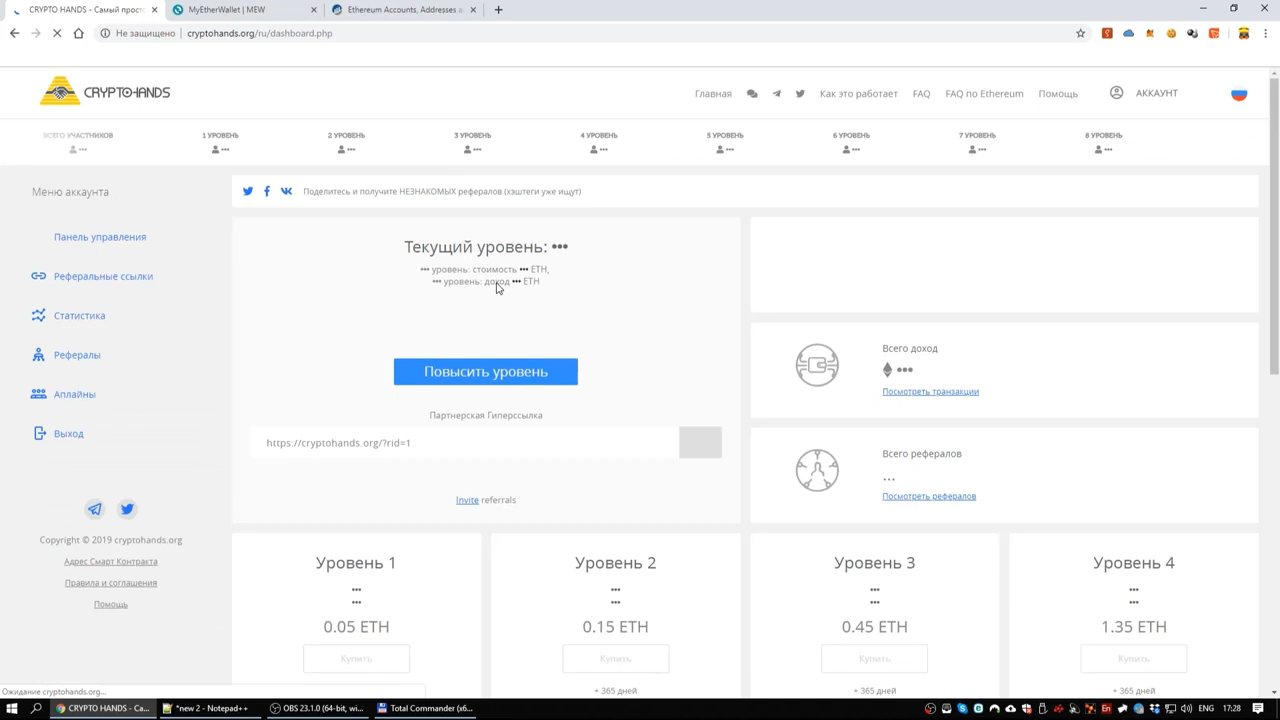 CRYPTO HANDS - Самый прост
MyEtherWallet | MEW
Ethereum Accounts, Addresses a
Не защищено
cryptohands.org/ru/dashboard.php
CRYPTOHANDS
Главная
Как это работает
FAQ
FAQ по Ethereum
Помощь
АККАУНТ
ВСЕГО УЧАСТНИКОВ
1 УРОВЕНЬ
2 УРОВЕНЬ
3 УРОВЕНЬ
4 УРОВЕНЬ
5 УРОВЕНЬ
6 УРОВЕНЬ
7 УРОВЕНЬ
8 УРОВЕНЬ
•••
•••
•••
•••
•••
•••
•••
•••
•••
Меню аккаунта
Панель управления
Реферальные ссылки
Статистика
Рефералы
Аплайны
Выход
Copyright © 2019 cryptohands.org
Адрес Смарт Контракта
Правила и соглашения
Помощь
Поделитесь и получите НЕЗНАКОМЫХ рефералов (хэштеги уже ищут)
Текущий уровень: •••
••• уровень: стоимость ••• ETH,
••• уровень: доход ••• ETH
Повысить уровень
Партнерская Гиперссылка
https://cryptohands.org/?rid=1
Invite referrals
Всего доход
•••
Посмотреть транзакции
Всего рефералов
...
Посмотреть рефералов
Уровень 1
•••
•••
0.05 ETH
Купить
Уровень 2
•••
•••
0.15 ETH
Купить
+ 365 дней
Уровень 3
•••
•••
0.45 ETH
Купить
+ 365 дней
Уровень 4
•••
•••
1.35 ETH
Купить
+ 365 дней
Ожидание cryptohands.org...
CRYPTO HANDS - Са...
*new 2 - Notepad++
OBS 23.1.0 (64-bit, wi...
Total Commander (x6...
En
ENG
17:28